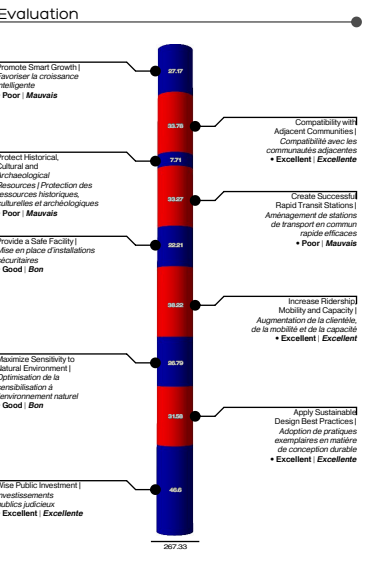 Evaluation
Promote Smart Growth |
Favoriser la croissance
intelligente
Poor | Mauvais
27.17
Compatibility with
Adjacent Communities |
Compatibilité avec les
communautés adjacentes
• Excellent | Excellente
33.78
Protect Historical,
Cultural and
Archaeological
Resources | Protection des
ressources historiques,
culturelles et archéologiques
Poor | Mauvais
7.71
Create Successful
Rapid Transit Stations |
Aménagement de stations
de transport en commun
rapide efficaces
• Poor | Mauvais
33.27
Provide a Safe Facility |
Mise en place d'installations
sécuritaires
Good | Bon
22.21
Increase Ridership,
Mobility and Capacity |
Augmentation de la clientèle,
de la mobilité et de la capacité
• Excellent | Excellent
38.22
Maximize Sensitivity to
Natural Environment |
Optimisation de la
sensibilisation à
l'environnement naturel
Good | Bon
26.79
Apply Sustainable
Design Best Practices |
Adoption de pratiques
exemplaires en matière
de conception durable
• Excellent | Excellente
31.58
Wise Public Investment |
Investissements
publics judicieux
Excellent | Excellente
46.6
267.33